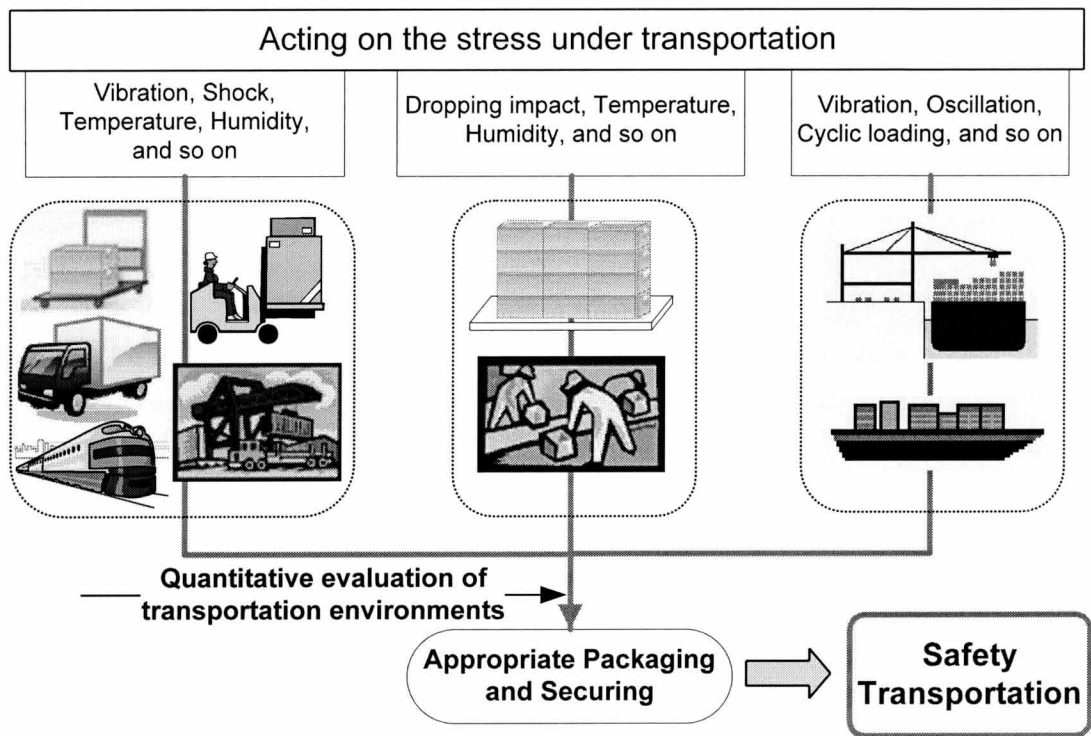 Acting on the stress under transportation
Vibration, Shock,
Temperature, Humidity,
and so on
Dropping impact, Temperature,
Humidity, and so on
Vibration, Oscillation,
Cyclic loading, and so on
Quantitative evaluation of
transportation environments
Appropriate Packaging
and Securing
Safety
Transportation